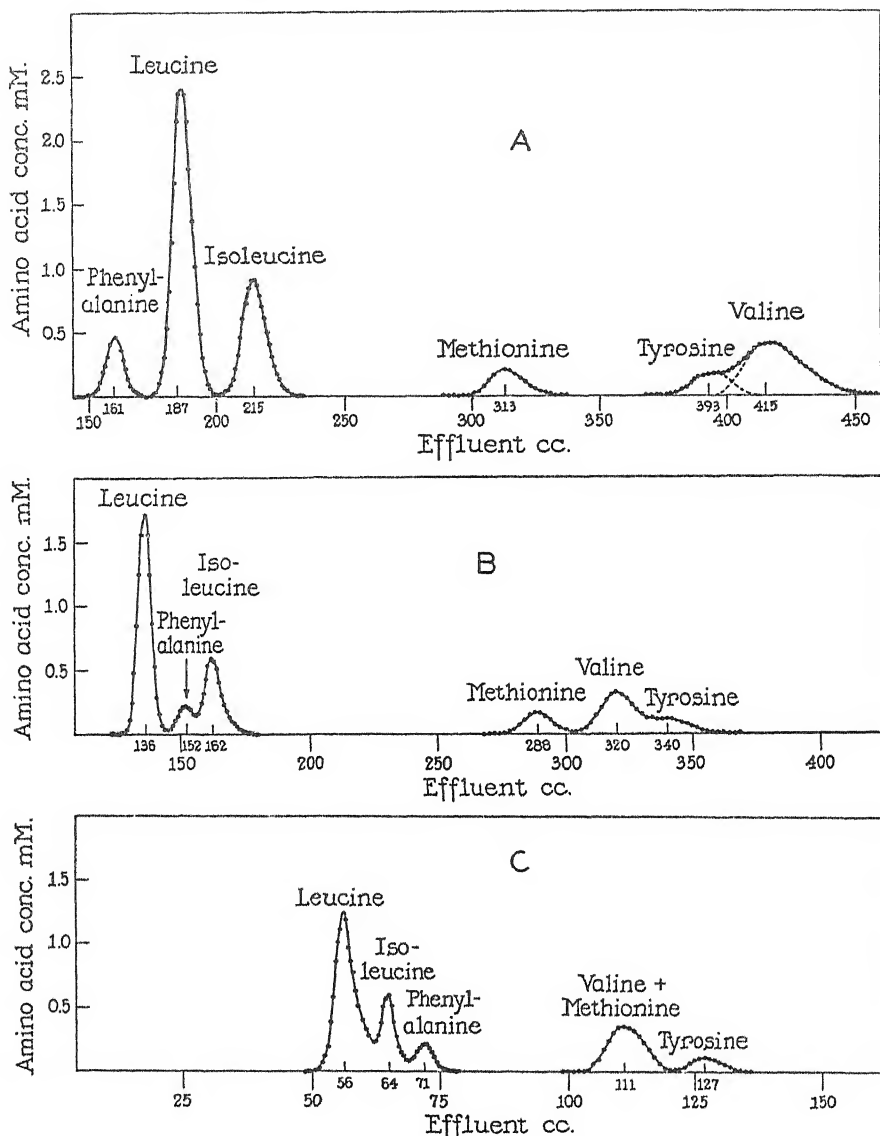 Amino acid conc. mM.
2.5
2.0
1.5
1.0
0.5
Leucine
A
Phenyl-
alanine
Isoleucine
Methionine
Tyrosine
Valine
161
187
215
313
393
415
150
200
250
300
350
400
450
Effluent cc.
Amino acid conc. mM.
1.5
1.0
0.5
Leucine
B
Iso-
leucine
Phenyl-
alanine
Methionine
Valine
Tyrosine
136
152
162
288
320
340
150
200
250
300
350
400
Effluent cc.
Amino acid conc. mM.
1.5
1.0
0.5
C
Leucine
Iso-
leucine
Phenyl-
alanine
Valine +
Methionine
Tyrosine
56
64
71
111
127
25
50
75
100
125
150
Effluent cc.